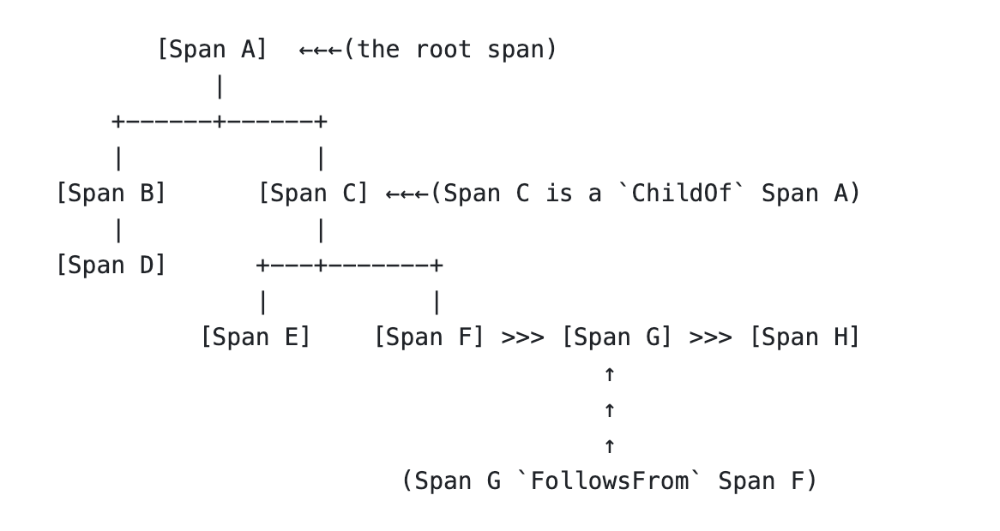 [Span A]  ←←←(the root span)
           |
    +------+------+
    |             |
[Span B]      [Span C] ←←←(Span C is a `ChildOf` Span A)
    |             |
[Span D]      +---+-------+
              |           |
          [Span E]    [Span F] >>> [Span G] >>> [Span H]
                                      ↑
                                      ↑
                                      ↑
                        (Span G `FollowsFrom` Span F)